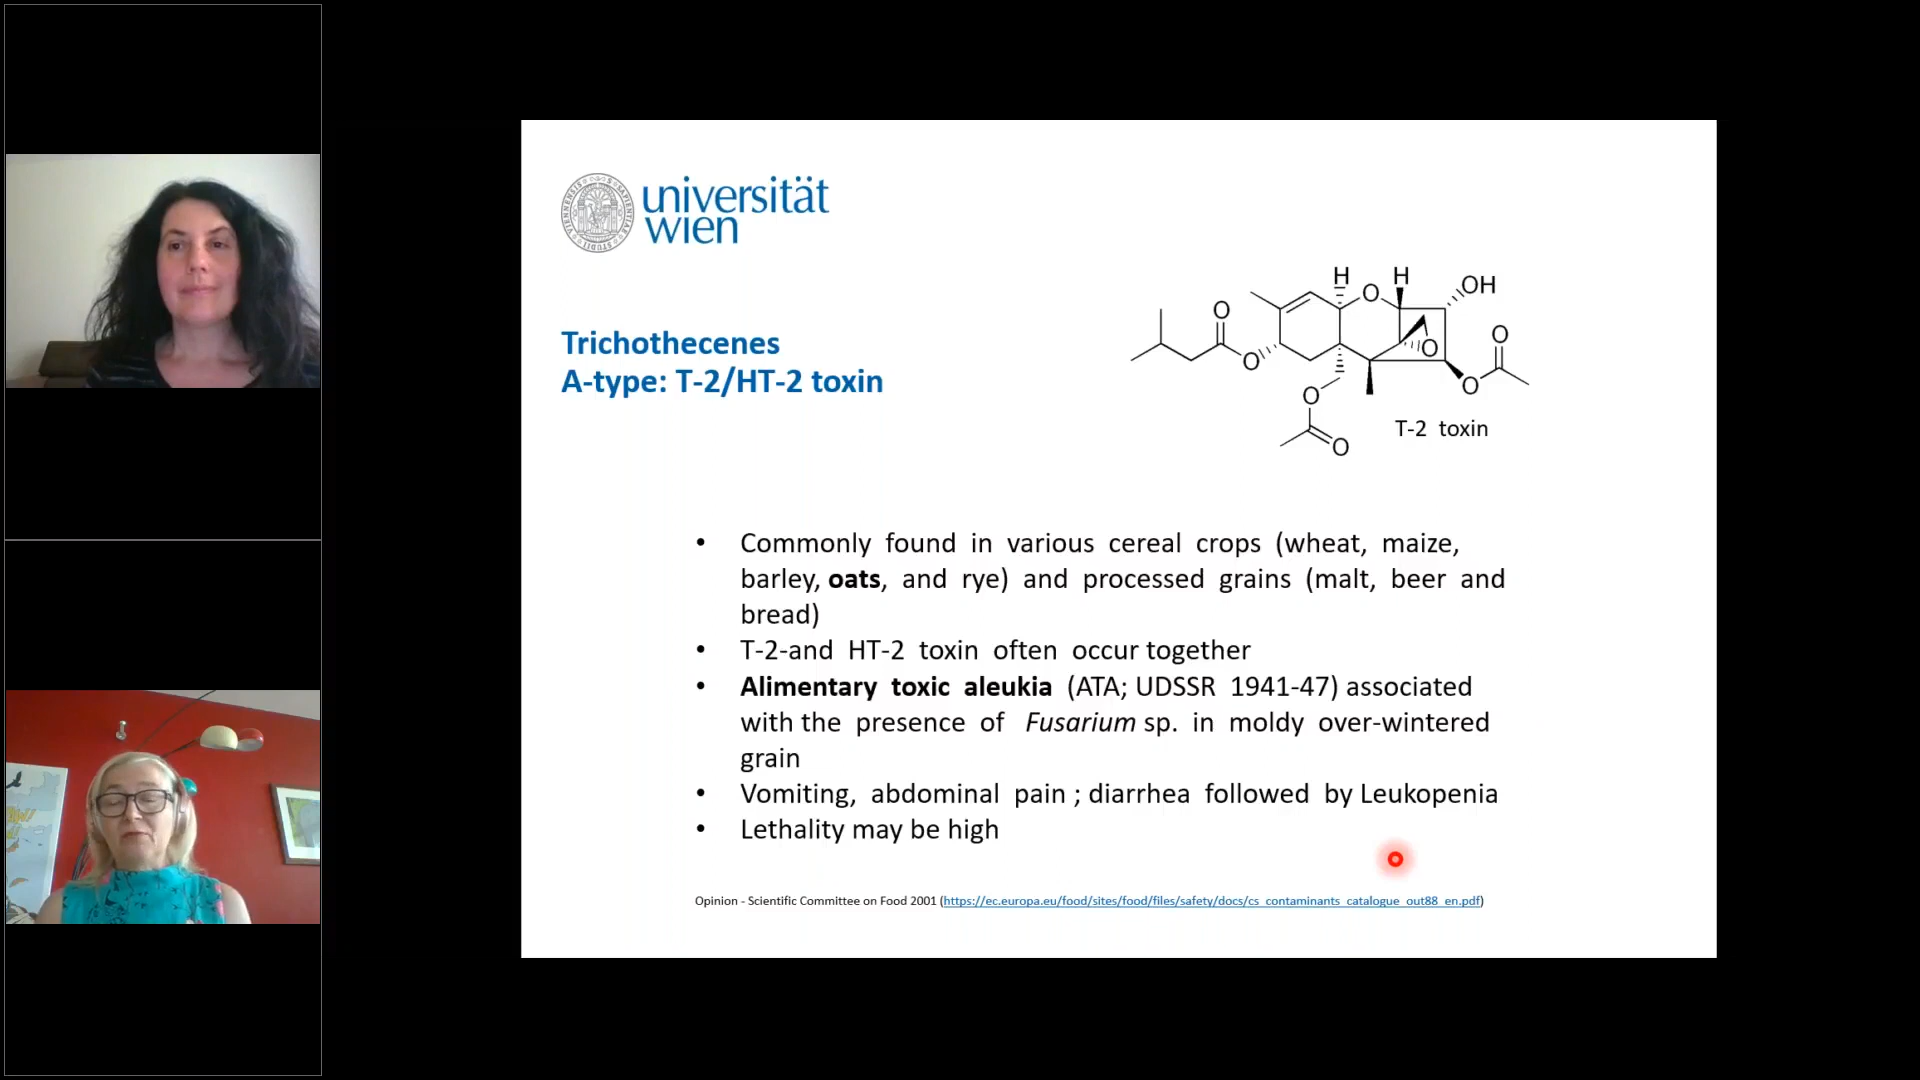 universität
wien
Trichothecenes
A-type: T-2/HT-2 toxin
H
H
O
OH
O
O
O
O
O
O
O
T-2 toxin
• Commonly found in various cereal crops (wheat, maize,
barley, oats, and rye) and processed grains (malt, beer and
bread)
• T-2-and HT-2 toxin often occur together
• Alimentary toxic aleukia (ATA; UDSSR 1941-47) associated
with the presence of Fusarium sp. in moldy over-wintered
grain
• Vomiting, abdominal pain ; diarrhea followed by Leukopenia
• Lethality may be high
Opinion - Scientific Committee on Food 2001 (https://ec.europa.eu/food/sites/food/files/safety/docs/cs_contaminants_catalogue_out88_en.pdf)